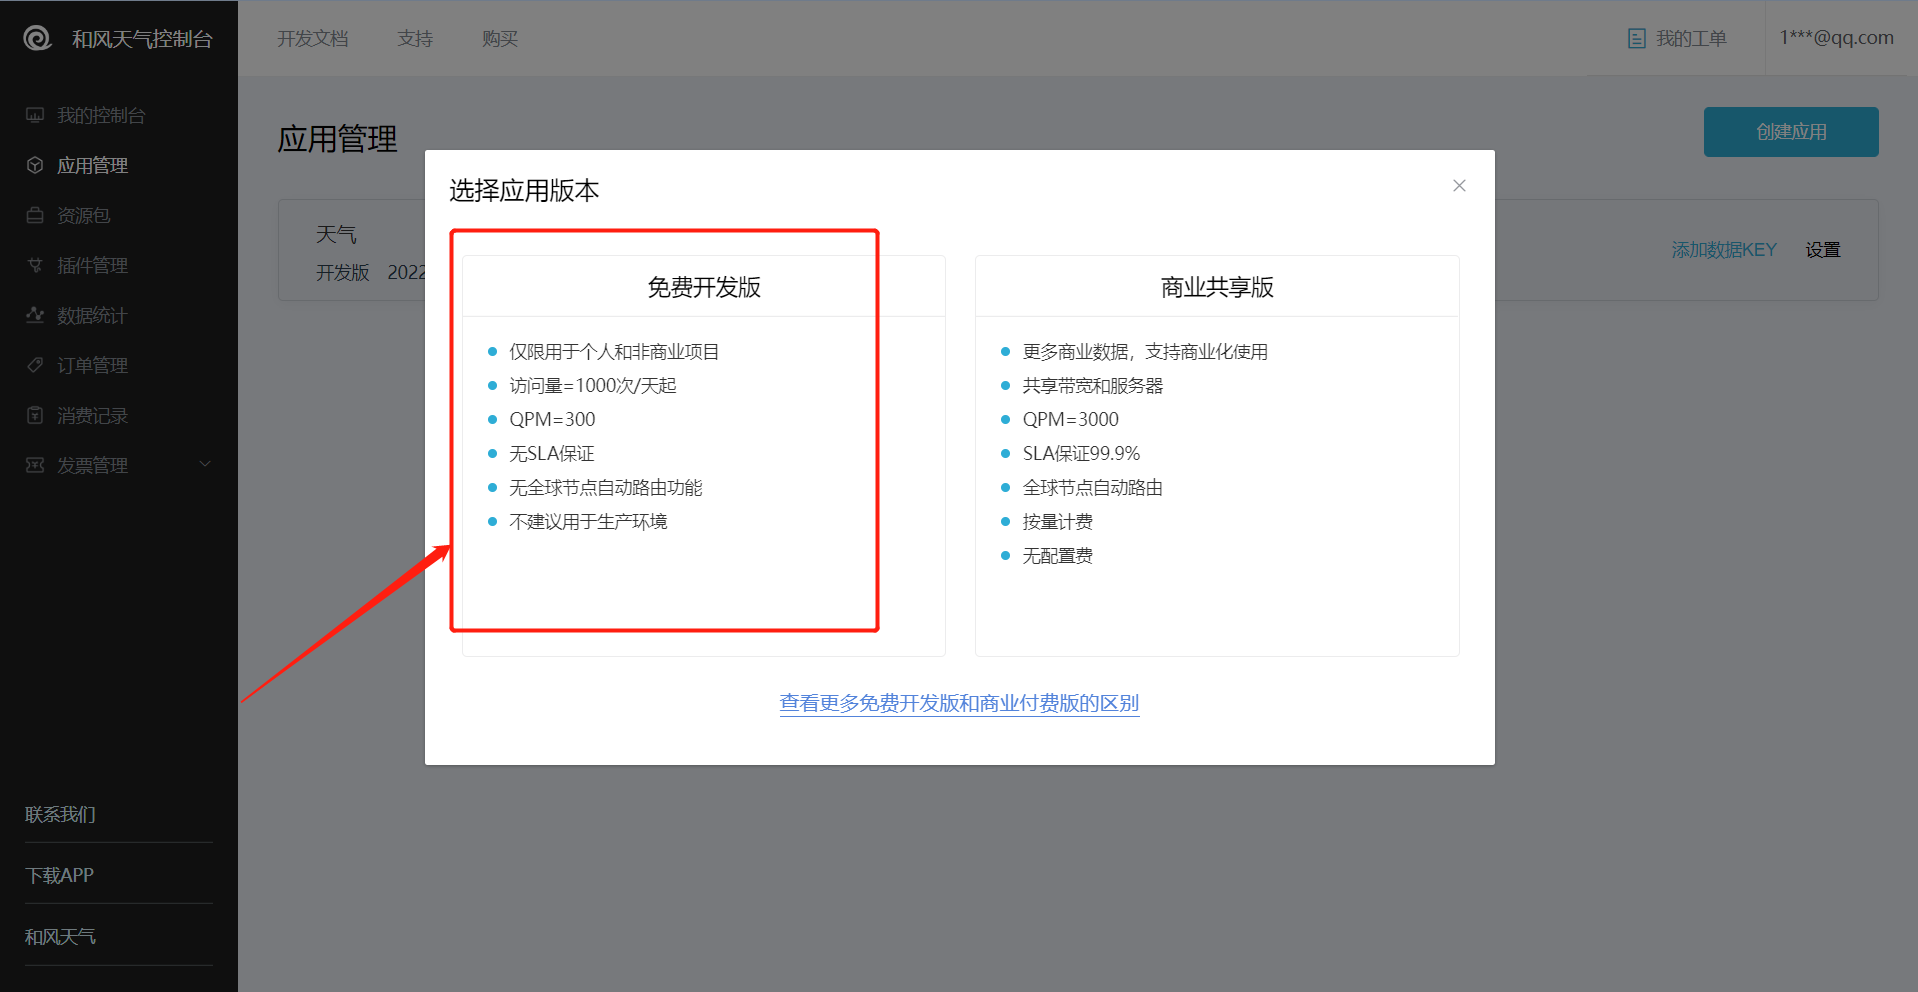 和风天气控制台
开发文档
支持
购买
我的工单
1***@qq.com
我的控制台
应用管理
资源包
插件管理
数据统计
订单管理
消费记录
发票管理
联系我们
下载APP
和风天气
应用管理
创建应用
天气
开发版 2022
添加数据KEY
设置
选择应用版本
免费开发版
仅限用于个人和非商业项目
访问量=1000次/天起
QPM=300
无SLA保证
无全球节点自动路由功能
不建议用于生产环境
商业共享版
更多商业数据，支持商业化使用
共享带宽和服务器
QPM=3000
SLA保证99.9%
全球节点自动路由
按量计费
无配置费
查看更多免费开发版和商业付费版的区别